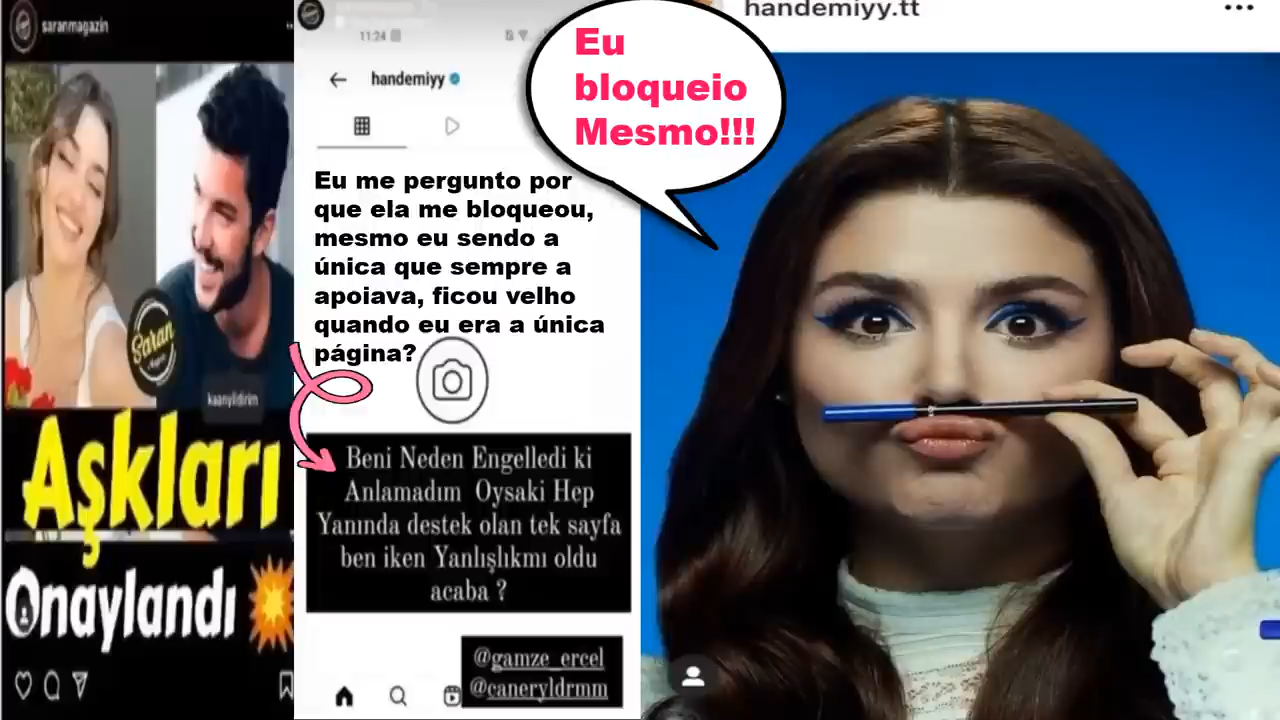 saranmagazin
Saran
kaanyildirim
Aşkları
Onaylandı
11:24
handemiyy
Eu me pergunto por
que ela me bloqueou,
mesmo eu sendo a
única que sempre a
apoiava, ficou velho
quando eu era a única
página?
Beni Neden Engelledi ki
Anlamadım Oysaki Hep
Yanında destek olan tek sayfa
ben iken Yanlışlıkmı oldu
acaba ?
@gamze_ercel
@caneryldrmm
Eu
bloqueio
Mesmo!!!
handemiyy.tt